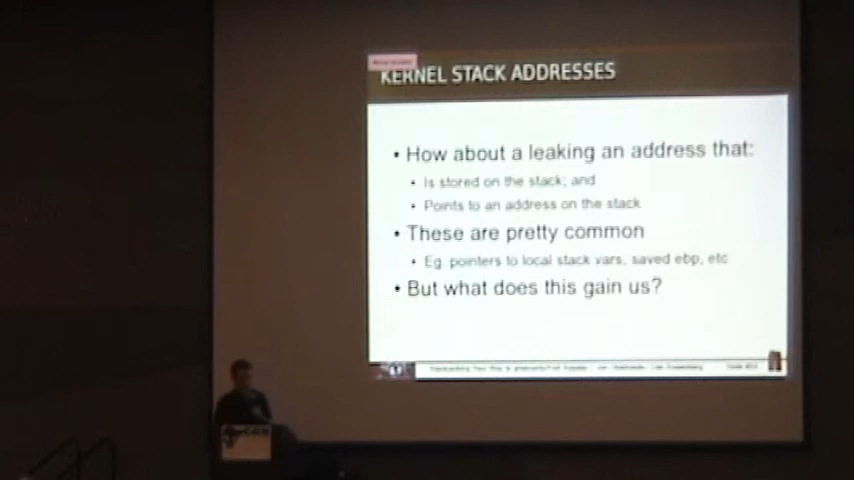 KERNEL STACK ADDRESSES
• How about a leaking an address that:
• Is stored on the stack; and
• Points to an address on the stack
• These are pretty common
• Eg. pointers to local stack vars, saved ebp, etc
• But what does this gain us?